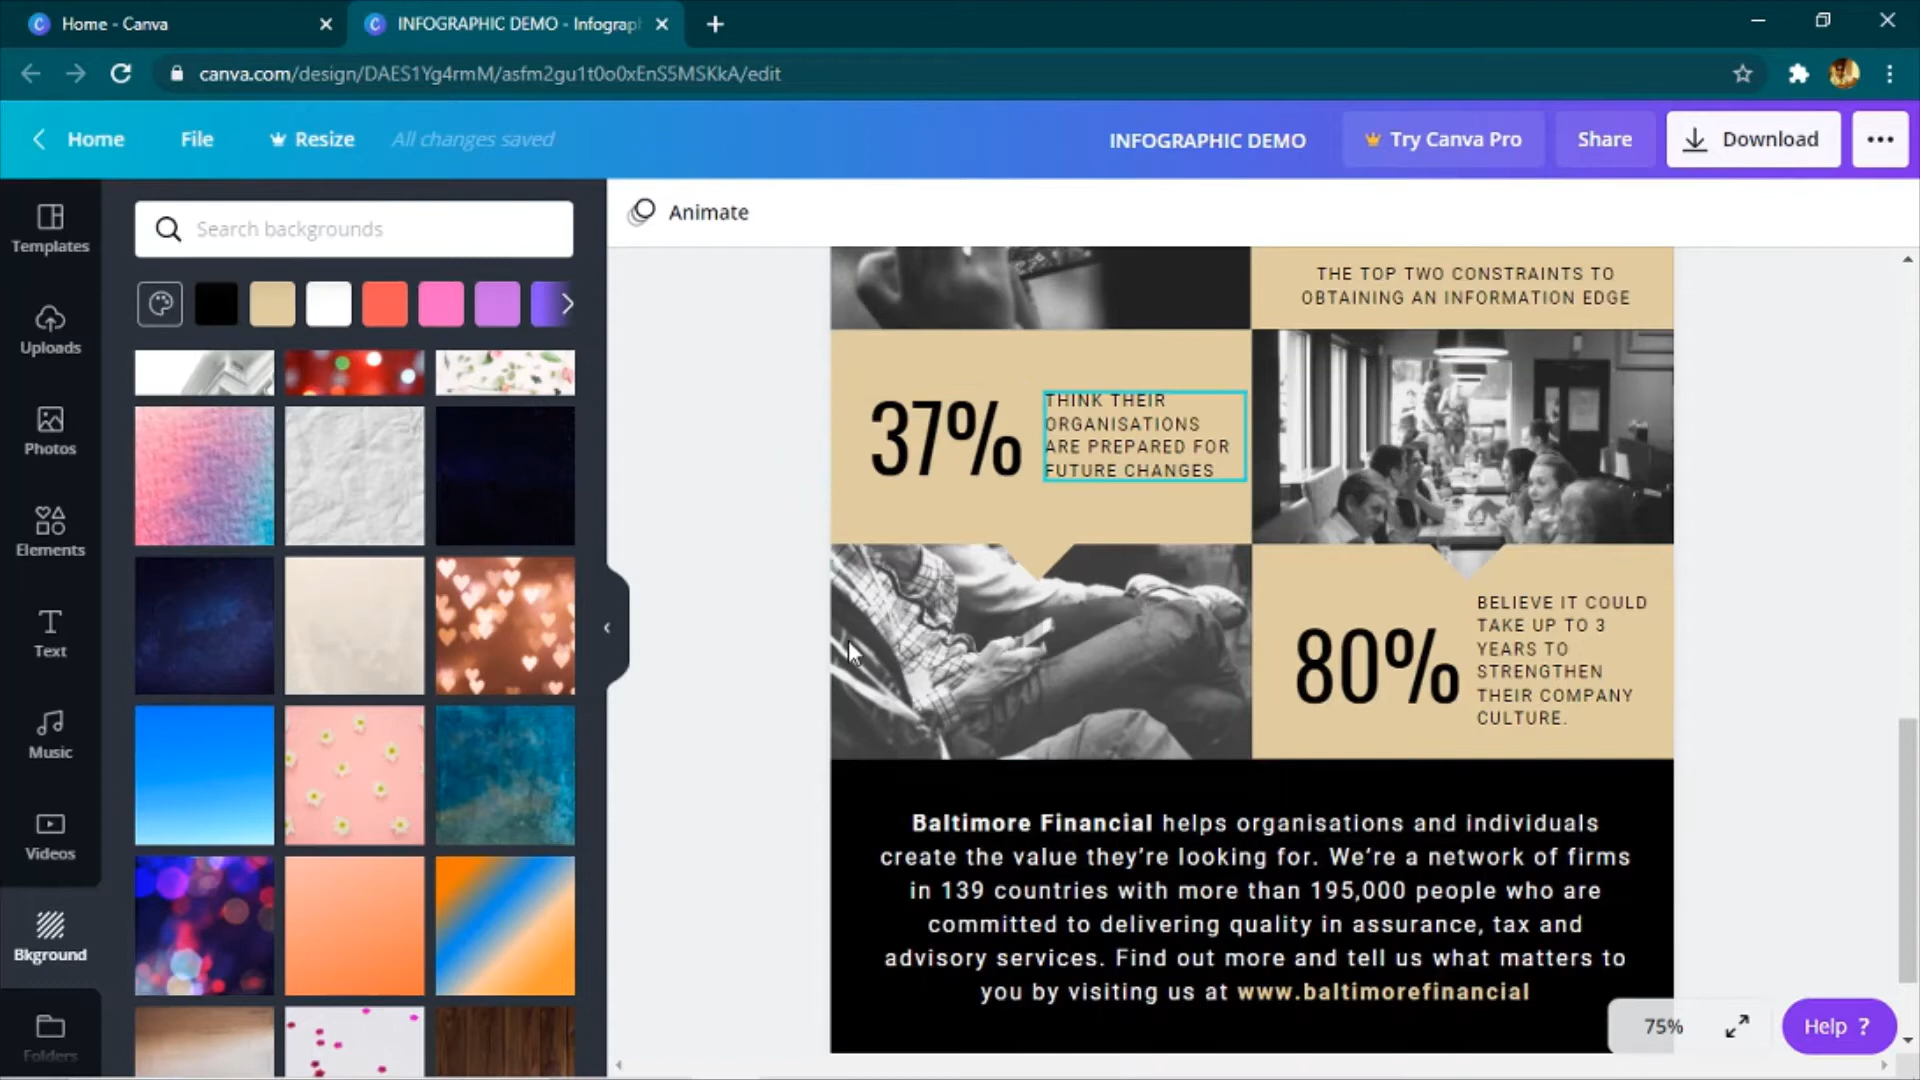 Home - Canva
INFOGRAPHIC DEMO - Infograp
canva.com/design/DAES1Yg4rmM/asfm2gu1t0o0xEnS5MSKkA/edit
Home
File
Resize
All changes saved
INFOGRAPHIC DEMO
Try Canva Pro
Share
Download
Templates
Uploads
Photos
Elements
Text
Music
Videos
Bkground
Folders
Search backgrounds
Animate
THE TOP TWO CONSTRAINTS TO
OBTAINING AN INFORMATION EDGE
37%
THINK THEIR
ORGANISATIONS
ARE PREPARED FOR
FUTURE CHANGES
80%
BELIEVE IT COULD
TAKE UP TO 3
YEARS TO
STRENGTHEN
THEIR COMPANY
CULTURE.
Baltimore Financial helps organisations and individuals
create the value they're looking for. We're a network of firms
in 139 countries with more than 195,000 people who are
committed to delivering quality in assurance, tax and
advisory services. Find out more and tell us what matters to
you by visiting us at www.baltimorefinancial
75%
Help ?